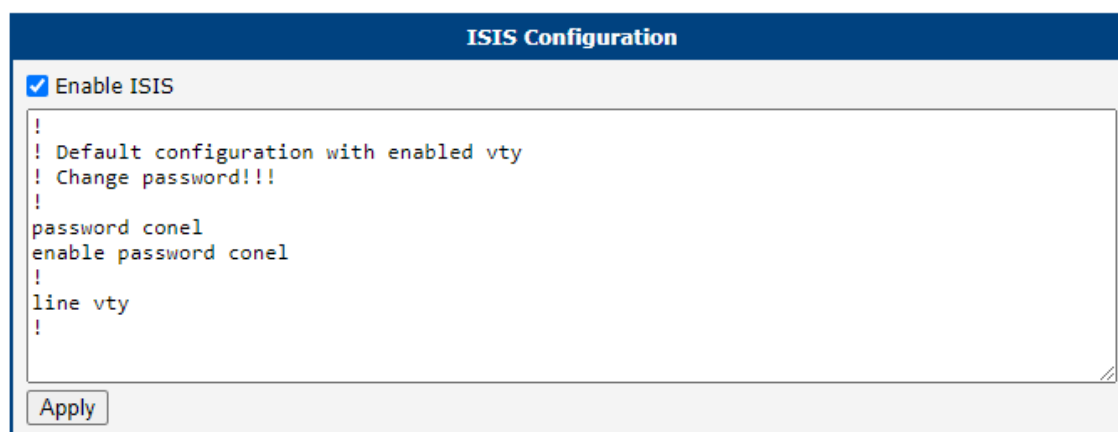 ISIS Configuration
Enable ISIS
!
! Default configuration with enabled vty
! Change password!!!
!
password conel
enable password conel
!
line vty
!
Apply